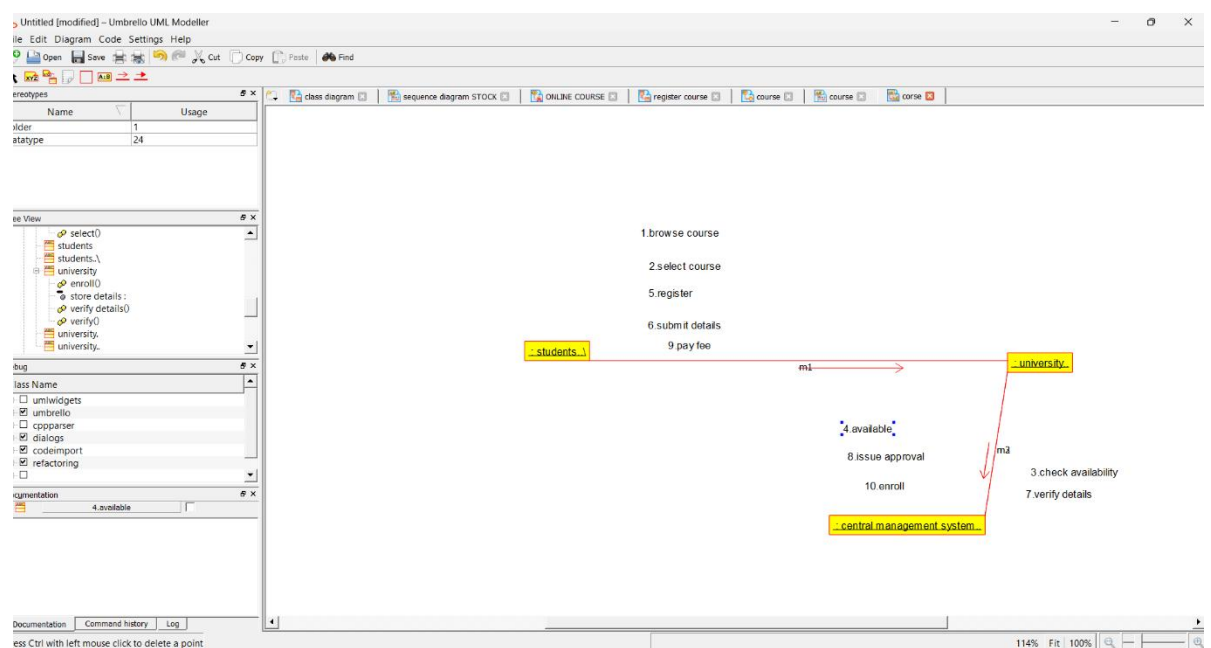 Untitled [modified] – Umbrello UML Modeller
ile Edit Diagram Code Settings Help
Open Save Cut Copy Paste Find
xyz A:B
ereotypes
Name Usage
older 1
atatype 24
class diagram sequence diagram STOCK ONLINE COURSE register course course course corse
ee View
select()
students
students..\
university
enroll()
store details :
verify details()
verify()
university.
university..
bug
lass Name
umlwidgets
umbrello
cppparser
dialogs
codeimport
refactoring
ocumentation
4.available
Documentation Command history Log
ess Ctrl with left mouse click to delete a point
1.browse course
2.select course
5.register
6.submit details
9.pay fee
: students..\
m1
: university..
4.available
8.issue approval
10.enroll
3.check availability
7.verify details
: central management system..
114% Fit 100%